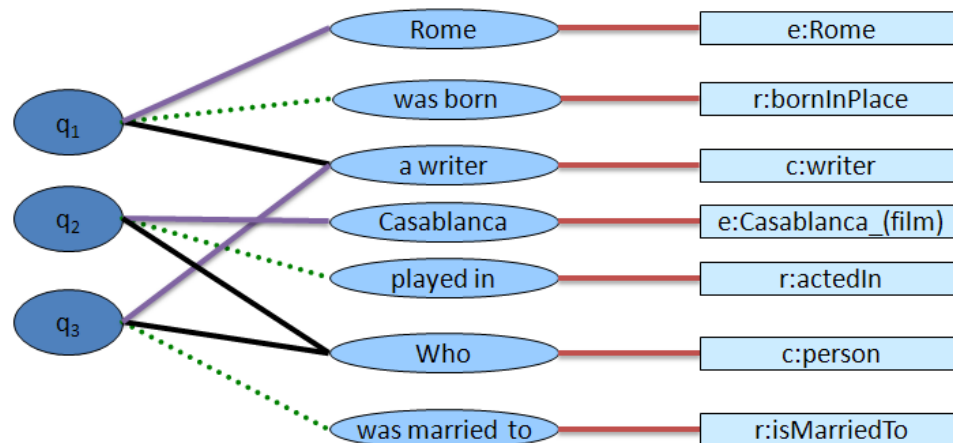 Rome e:Rome
was born r:bornInPlace
q1
a writer c:writer
Casablanca e:Casablanca_(film)
q2
played in r:actedIn
q3
Who c:person
was married to r:isMarriedTo